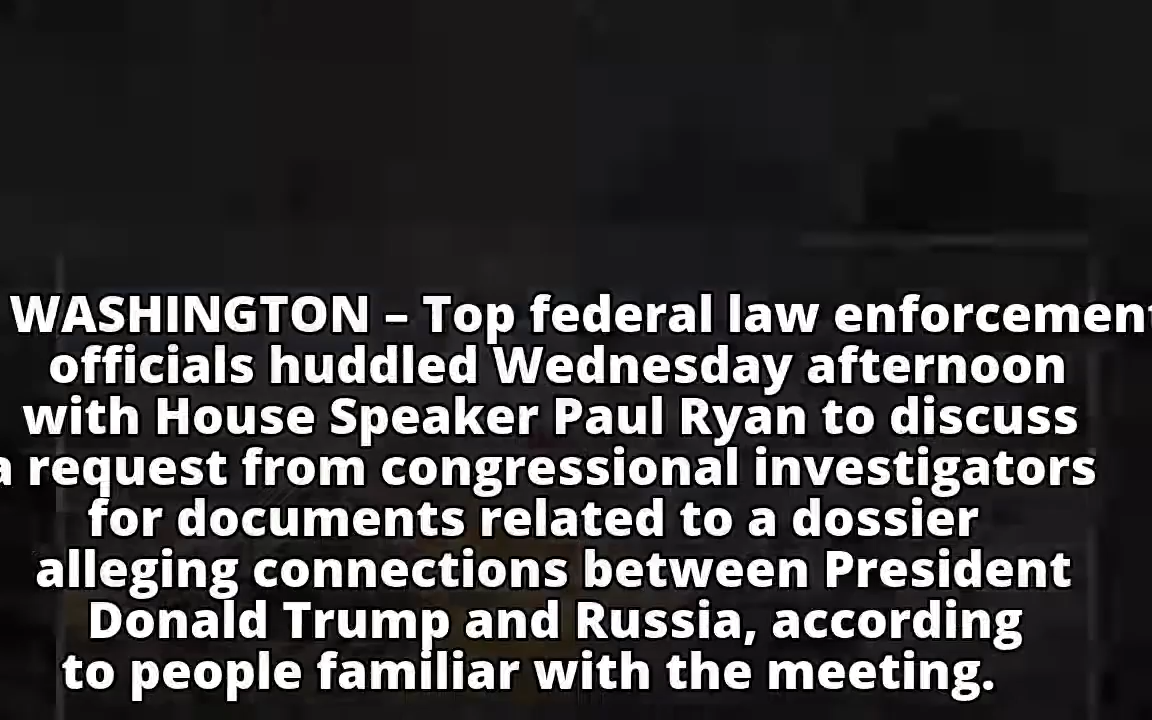 WASHINGTON – Top federal law enforcement
officials huddled Wednesday afternoon
with House Speaker Paul Ryan to discuss
a request from congressional investigators
for documents related to a dossier
alleging connections between President
Donald Trump and Russia, according
to people familiar with the meeting.